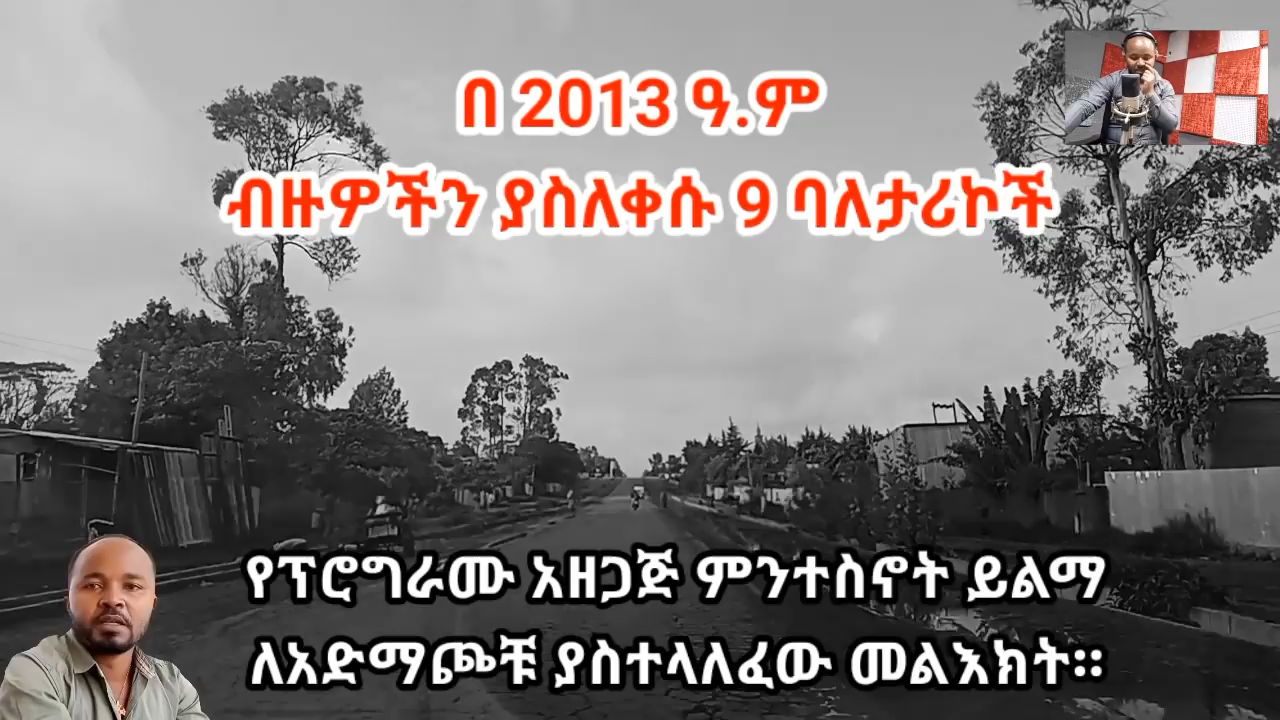 በ 2013 ዓ.ም
ብዙዎችን ያስለቀሱ 9 ባለታሪኮች
የፕሮግራሙ አዘጋጅ ምንተስኖት ይልማ
ለአድማጮቹ ያስተላለፈው መልእክት።